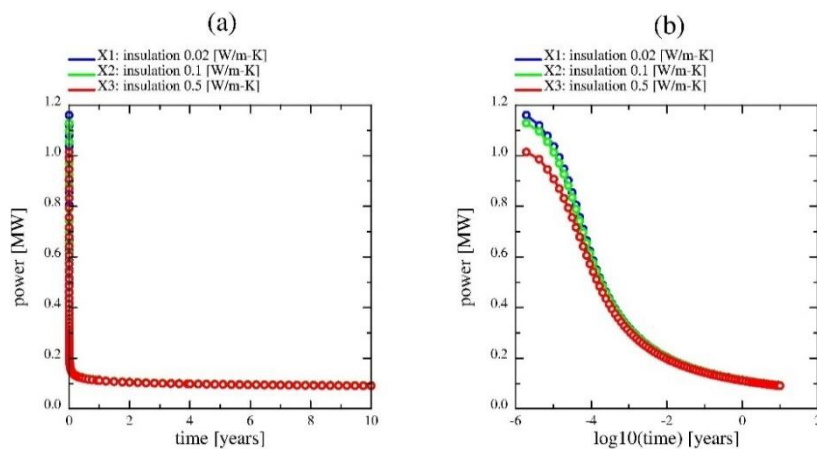 (a)
X1: insulation 0.02 [W/m-K]
X2: insulation 0.1 [W/m-K]
X3: insulation 0.5 [W/m-K]
1.2
1.0
0.8
0.6
0.4
0.2
0.0
power [MW]
0 2 4 6 8 10
time [years]
(b)
X1: insulation 0.02 [W/m-K]
X2: insulation 0.1 [W/m-K]
X3: insulation 0.5 [W/m-K]
1.2
1.0
0.8
0.6
0.4
0.2
0.0
power [MW]
-6 -4 -2 0 2
log10(time) [years]